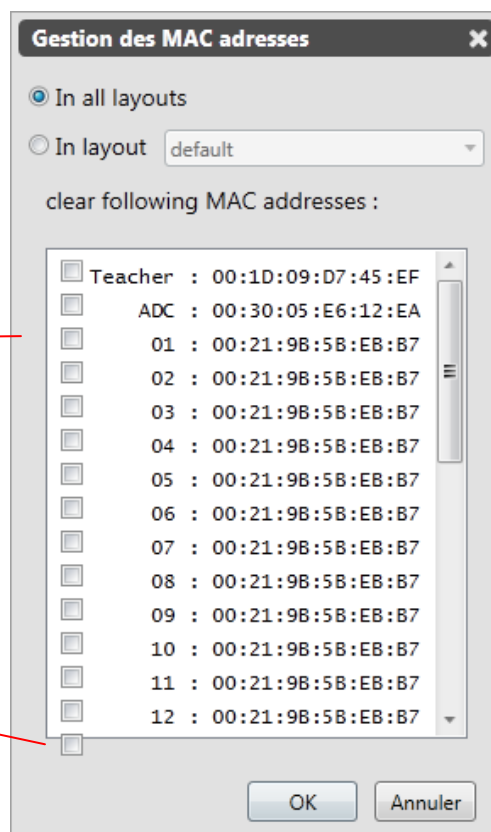 Gestion des MAC adresses
In all layouts
In layout default
clear following MAC addresses :
Teacher : 00:1D:09:D7:45:EF
ADC : 00:30:05:E6:12:EA
01 : 00:21:9B:5B:EB:B7
02 : 00:21:9B:5B:EB:B7
03 : 00:21:9B:5B:EB:B7
04 : 00:21:9B:5B:EB:B7
05 : 00:21:9B:5B:EB:B7
06 : 00:21:9B:5B:EB:B7
07 : 00:21:9B:5B:EB:B7
08 : 00:21:9B:5B:EB:B7
09 : 00:21:9B:5B:EB:B7
10 : 00:21:9B:5B:EB:B7
11 : 00:21:9B:5B:EB:B7
12 : 00:21:9B:5B:EB:B7
OK Annuler